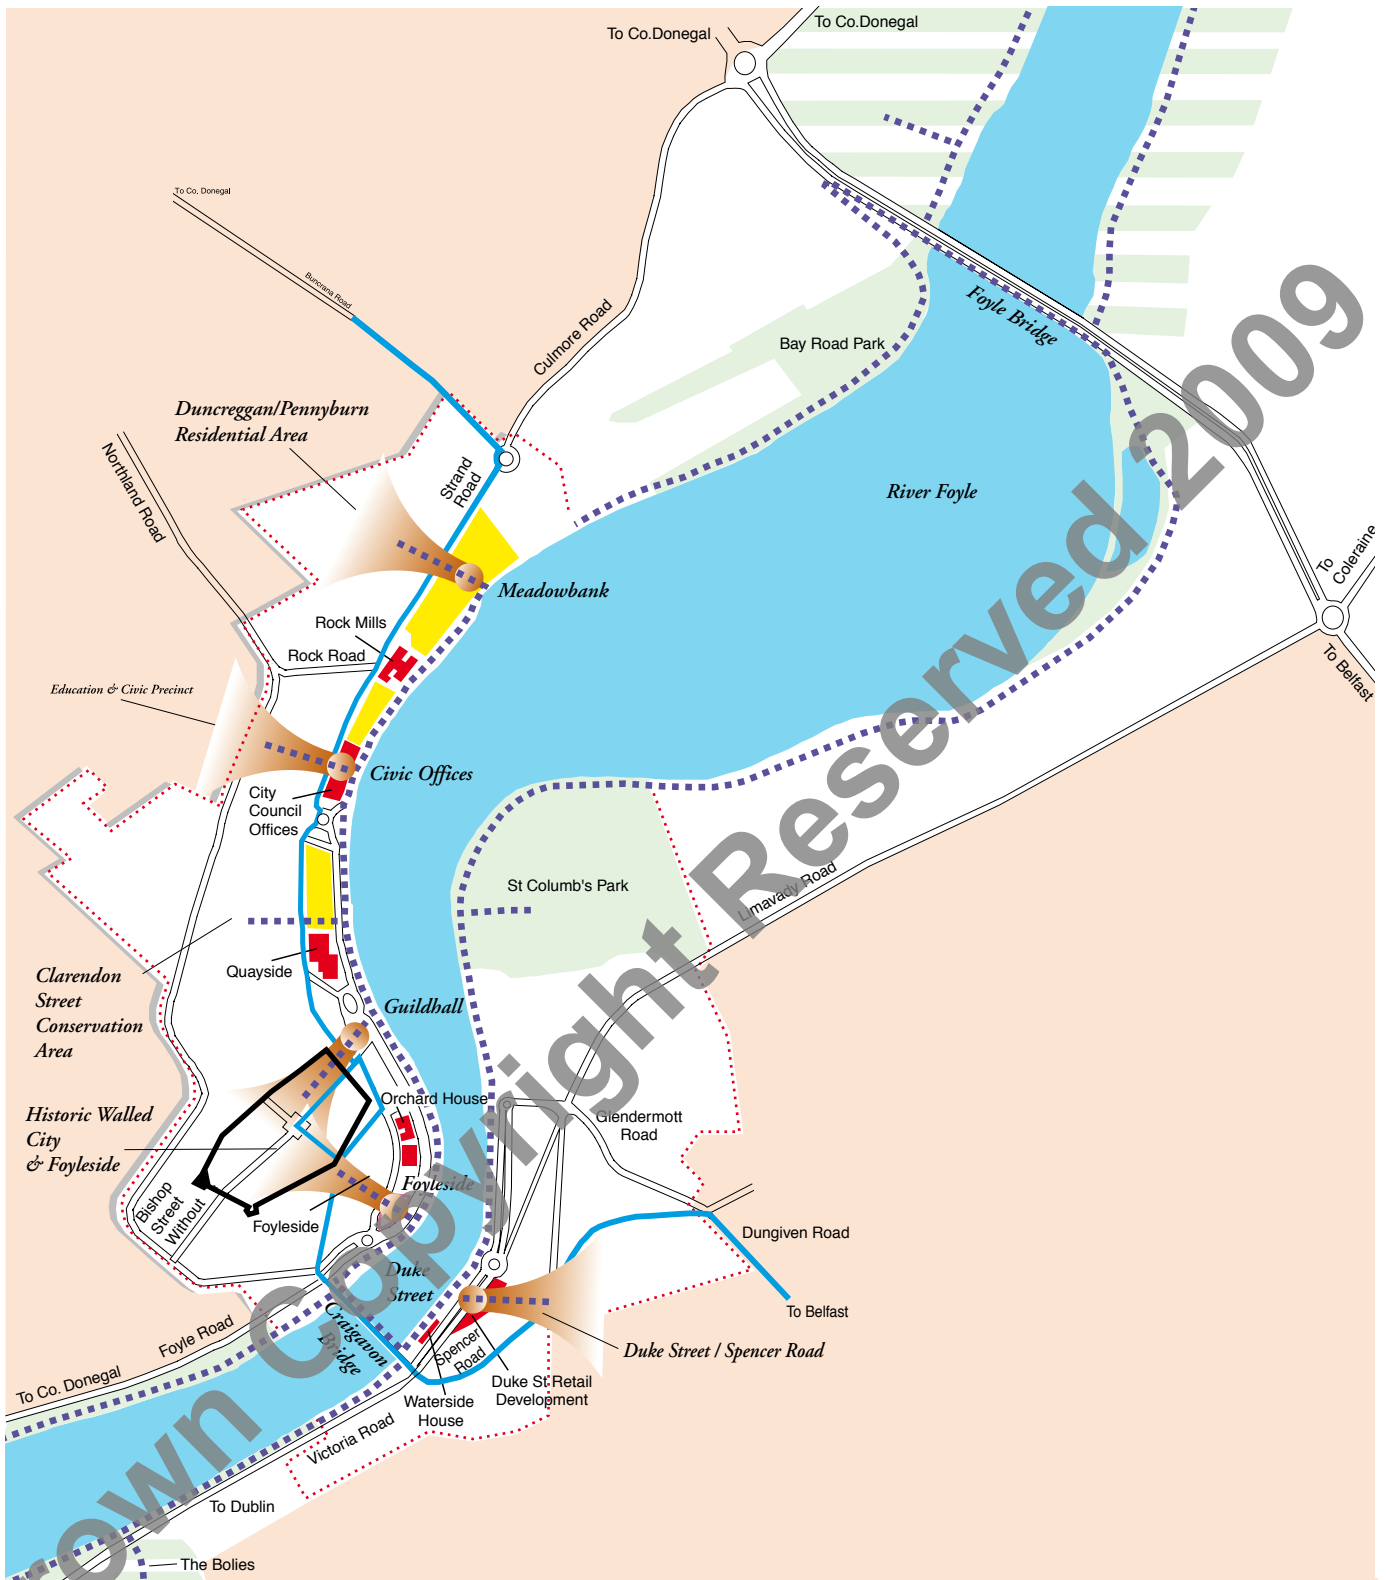 To Co.Donegal
To Co.Donegal
To Co. Donegal
Buncrana Road
Culmore Road
Foyle Bridge
Bay Road Park
Duncreggan/Pennyburn
Residential Area
Northland Road
Strand
Road
River Foyle
To
Coleraine
Meadowbank
Rock Mills
Rock Road
To Belfast
Education & Civic Precinct
Civic Offices
City
Council
Offices
St Columb's Park
Limavady Road
Quayside
Clarendon
Street
Conservation
Area
Guildhall
Orchard House
Glendermott
Road
Historic Walled
City
& Foyleside
Foyleside
Bishop
Street
Without
Foyleside
Dungiven Road
Duke
Street
To Belfast
Craigavon
Bridge
Foyle Road
Spencer
Road
Duke Street / Spencer Road
To Co. Donegal
Duke St Retail
Development
Waterside
House
Victoria Road
To Dublin
The Bolies
rown Copyright Reserved 2009